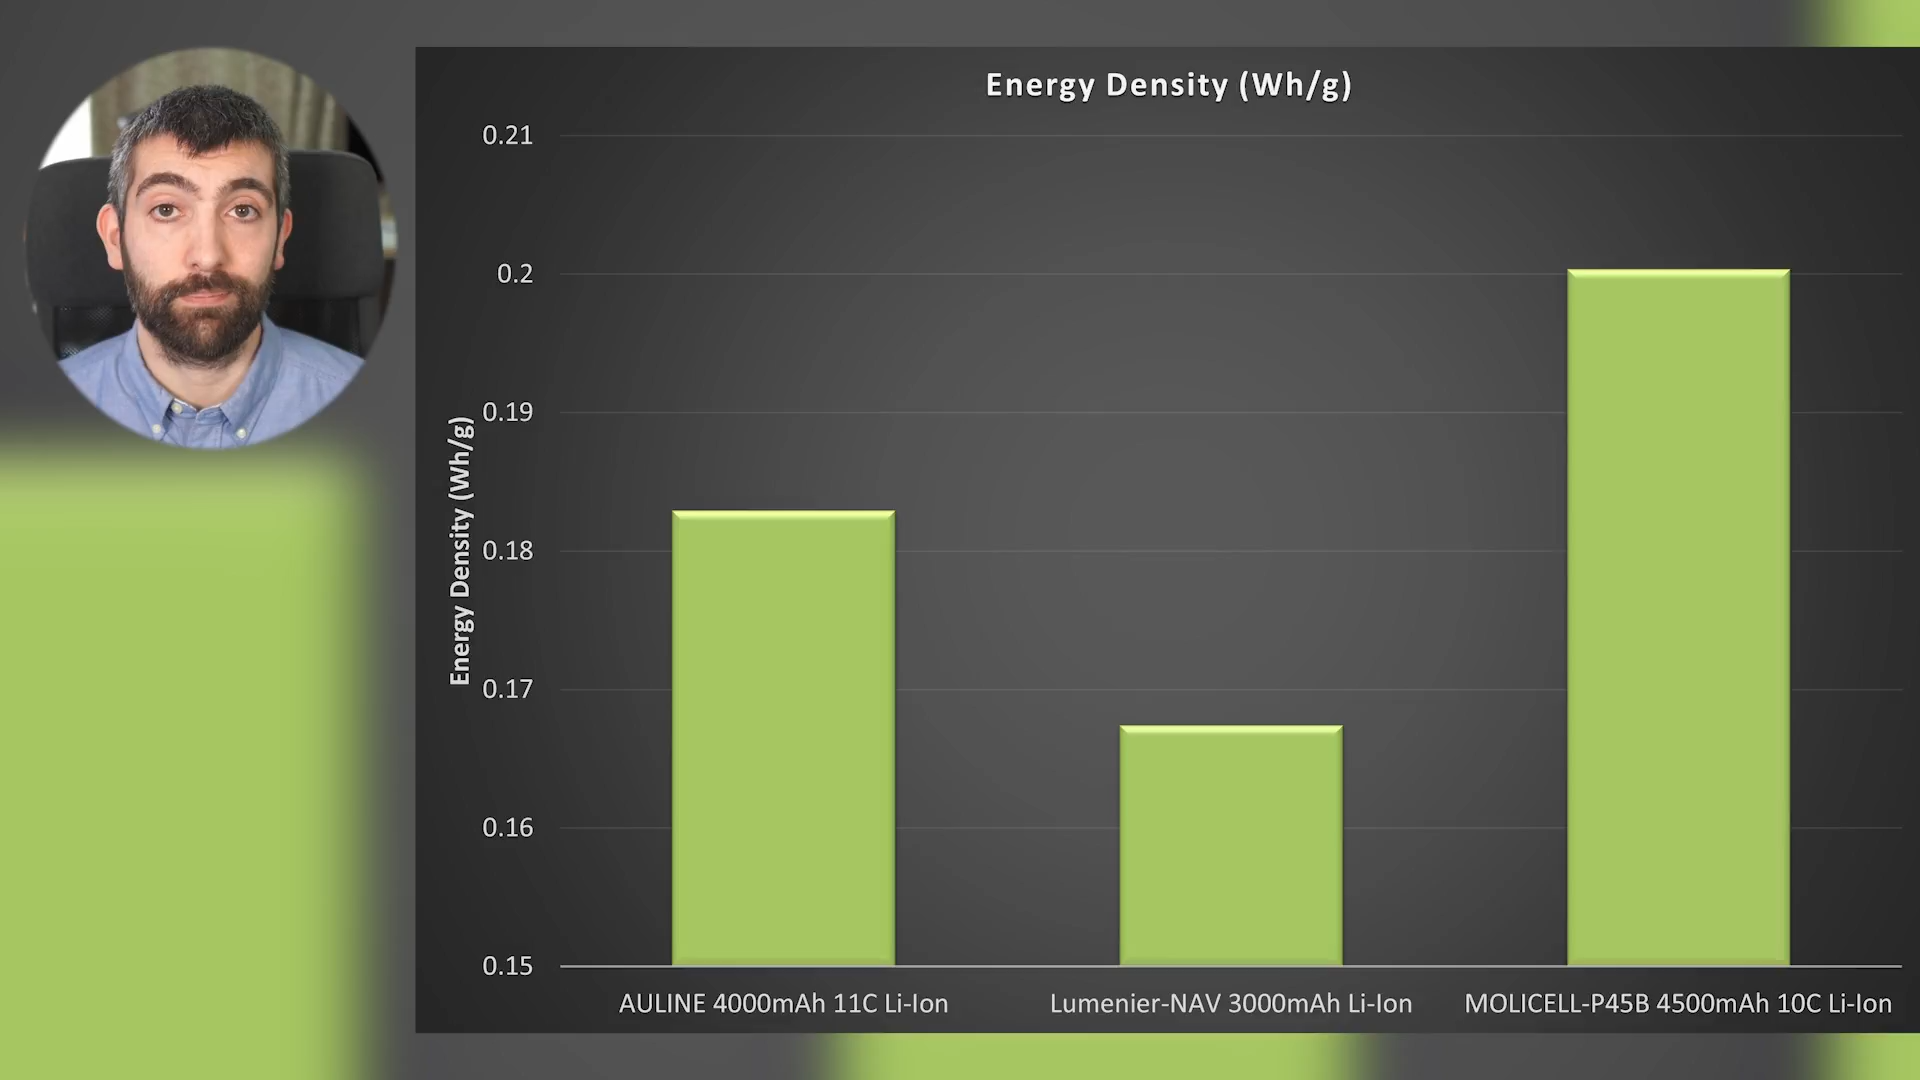 Energy Density (Wh/g)
0.21
0.2
0.19
0.18
0.17
0.16
0.15
Energy Density (Wh/g)
AULINE 4000mAh 11C Li-Ion
Lumenier-NAV 3000mAh Li-Ion
MOLICELL-P45B 4500mAh 10C Li-Ion